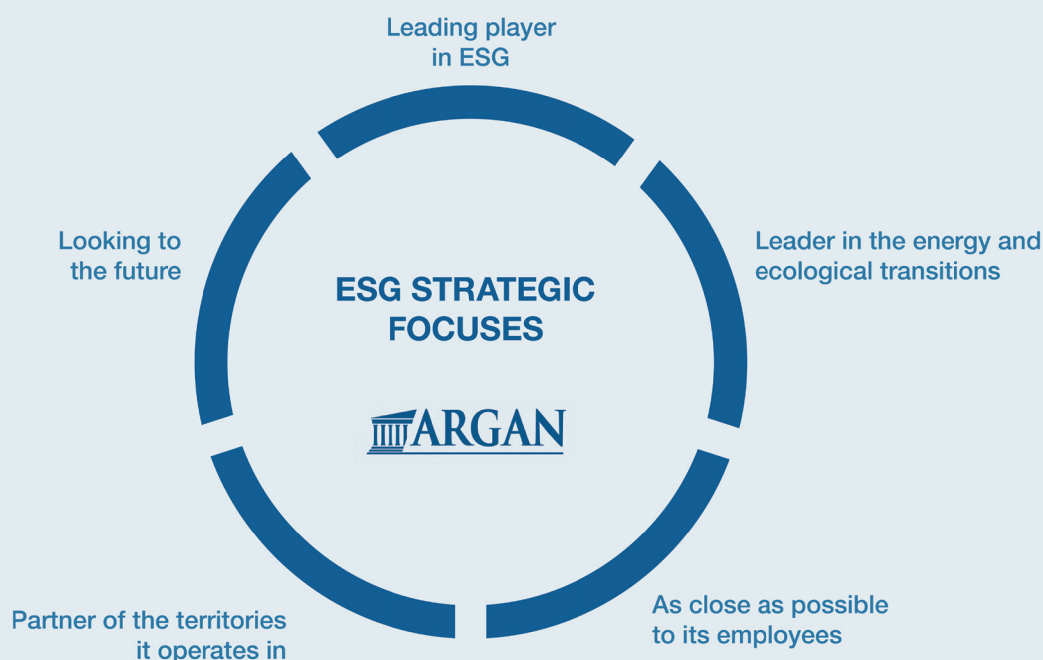 Leading player
in ESG
Looking to
the future
Leader in the energy and
ecological transitions
ESG STRATEGIC
FOCUSES
ARGAN
Partner of the territories
it operates in
As close as possible
to its employees